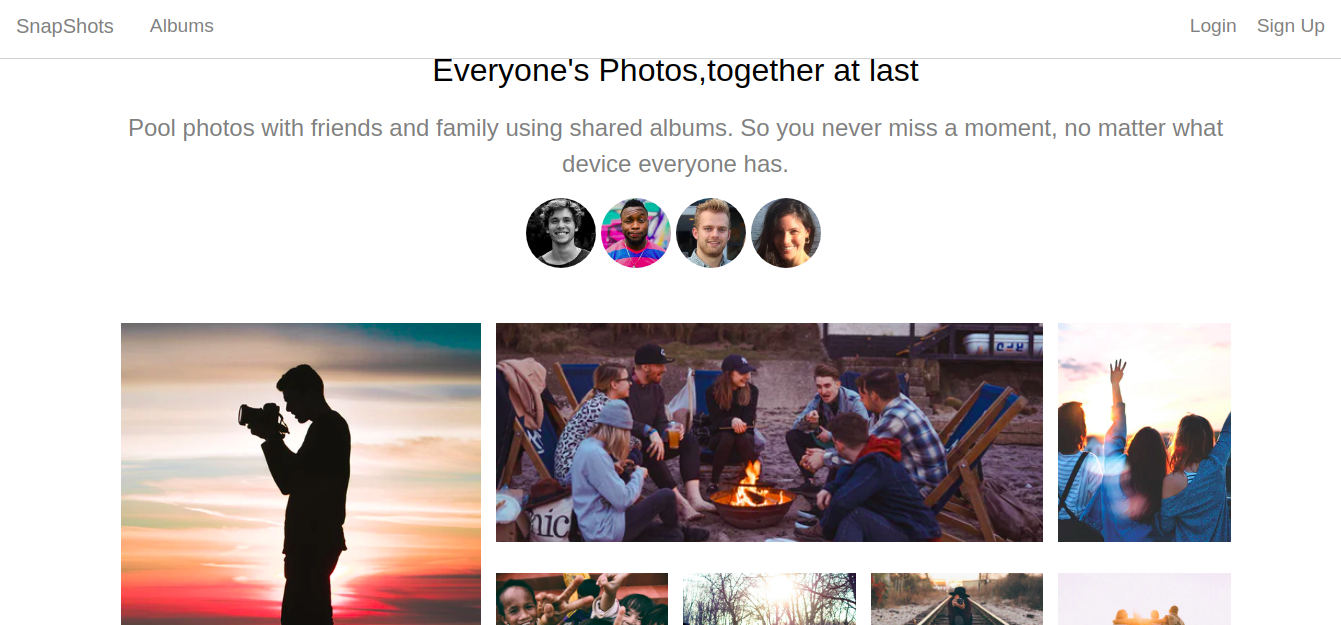 SnapShots Albums Login Sign Up
Everyone's Photos,together at last
Pool photos with friends and family using shared albums. So you never miss a moment, no matter what
device everyone has.
nic